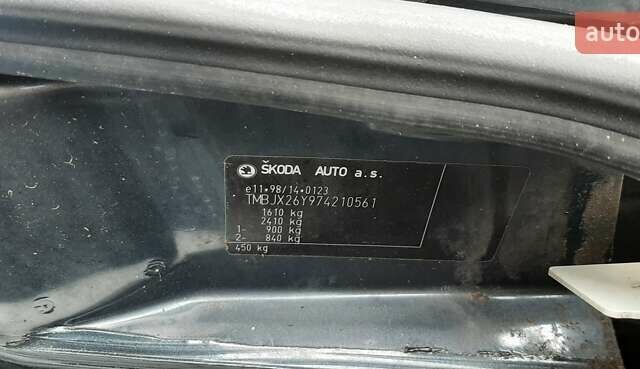 auto
ŠKODA AUTO a.s.
e11*98/14*0123
TMBJX26Y974210561
1610 kg
2410 kg
1- 900 kg
2- 840 kg
450 kg